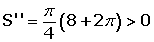 S'' = π/4 (8 + 2π) > 0